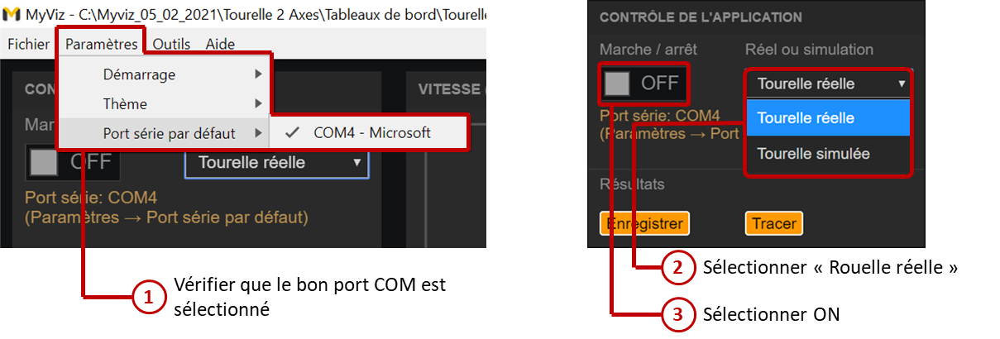 MyViz - C:\Myviz_05_02_2021\Tourelle 2 Axes\Tableaux de bord\Tourelle
Fichier Paramètres Outils Aide
Démarrage
Thème
Port série par défaut
COM4 - Microsoft
CON
VITESSE
Mar
OFF
Tourelle réelle
Port série: COM4
(Paramètres → Port série par défaut)
1 Vérifier que le bon port COM est
sélectionné
CONTRÔLE DE L'APPLICATION
Marche / arrêt
Réel ou simulation
OFF
Tourelle réelle
Tourelle réelle
Tourelle simulée
Port série: COM4
(Paramètres → Port
Résultats
Enregistrer
Tracer
2 Sélectionner « Rouelle réelle »
3 Sélectionner ON